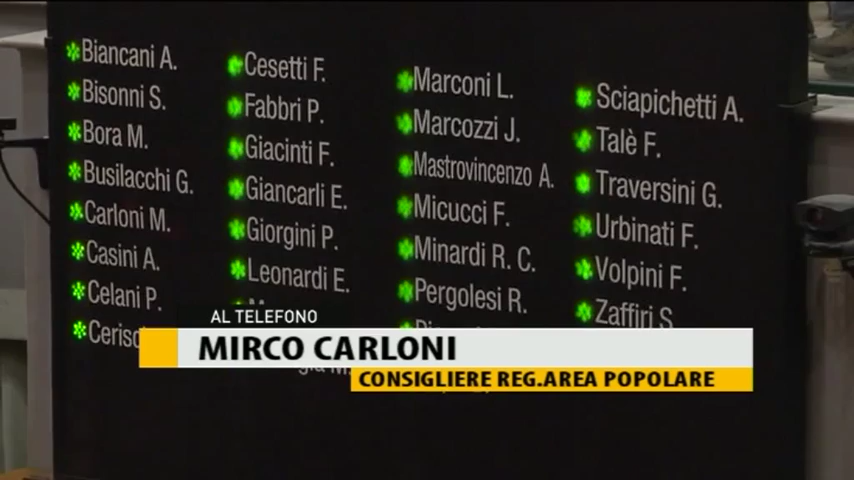 Biancani A.
Bisonni S.
Bora M.
Busilacchi G.
Carloni M.
Casini A.
Celani P.
Cesetti F.
Fabbri P.
Giacinti F.
Giancarli E.
Giorgini P.
Leonardi E.
Marconi L.
Marcozzi J.
Mastrovincenzo A.
Micucci F.
Minardi R. C.
Pergolesi R.
Sciapichetti A.
Talè F.
Traversini G.
Urbinati F.
Volpini F.
Zaffiri S
AL TELEFONO
MIRCO CARLONI
CONSIGLIERE REG.AREA POPOLARE